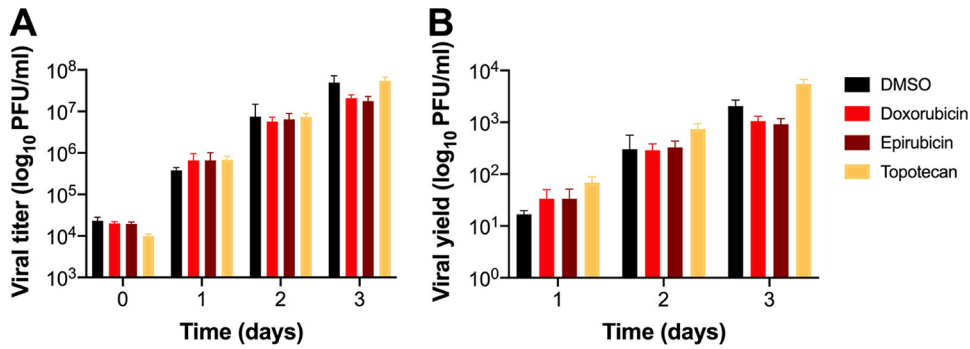 A
Viral titer (log10 PFU/ml)
10^8
10^7
10^6
10^5
10^4
10^3
0 1 2 3
Time (days)
B
Viral yield (log10 PFU/ml)
10^4
10^3
10^2
10^1
10^0
1 2 3
Time (days)
DMSO
Doxorubicin
Epirubicin
Topotecan